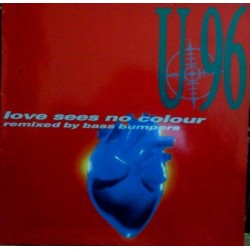 U96
love sees no colour
remixed by bass bumpers